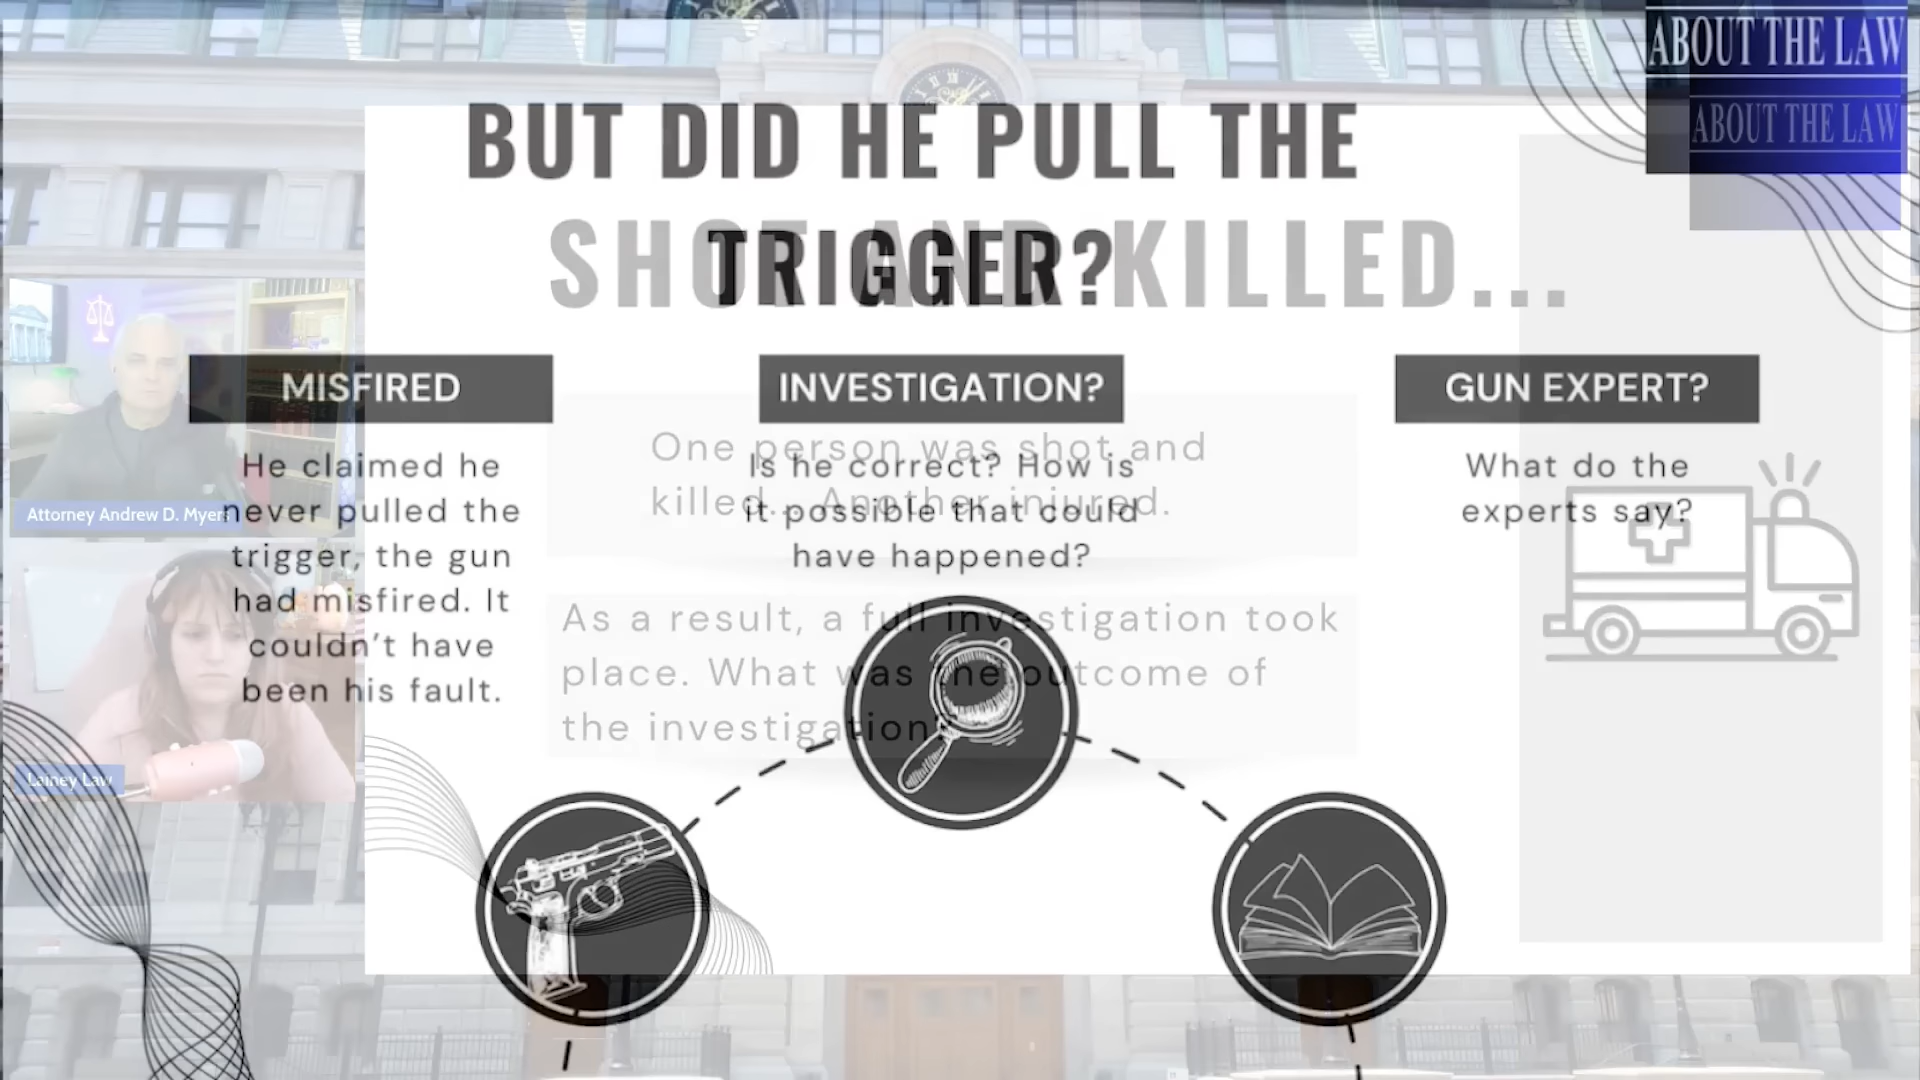 ABOUT THE LAW
ABOUT THE LAW
BUT DID HE PULL THE
TRIGGER?
SHOT AND KILLED...
MISFIRED
He claimed he
never pulled the
trigger, the gun
had misfired. It
couldn't have
been his fault.
INVESTIGATION?
Is he correct? How is
it possible that could
have happened?
GUN EXPERT?
What do the
experts say?
One person was shot and
killed... Another injured.
As a result, a full investigation took
place. What was the outcome of
the investigation?
Attorney Andrew D. Myers
Lainey Law